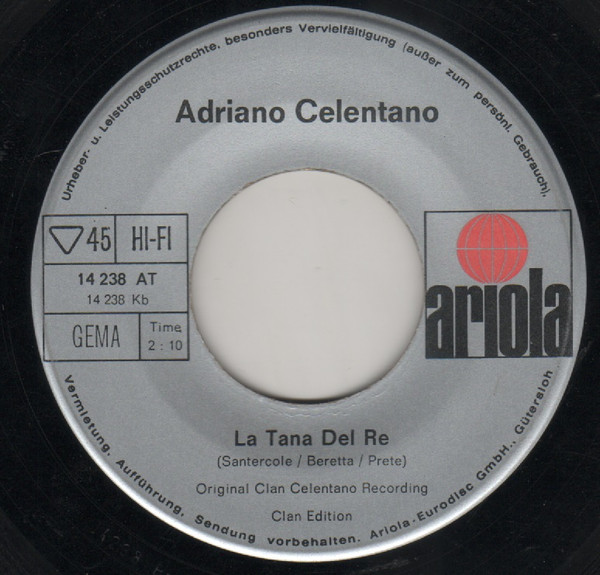 Urheber- u. Leistungsschutzrechte, besonders Vervielfältigung (außer zum persönl. Gebrauch),
Adriano Celentano
45 HI-FI
14 238 AT
14 238 Kb
GEMA
Time
2 : 10
ariola
La Tana Del Re
(Santercole / Beretta / Prete)
Original Clan Celentano Recording
Clan Edition
Vermietung, Aufführung, Sendung vorbehalten. Ariola-Eurodisc GmbH., Gütersloh